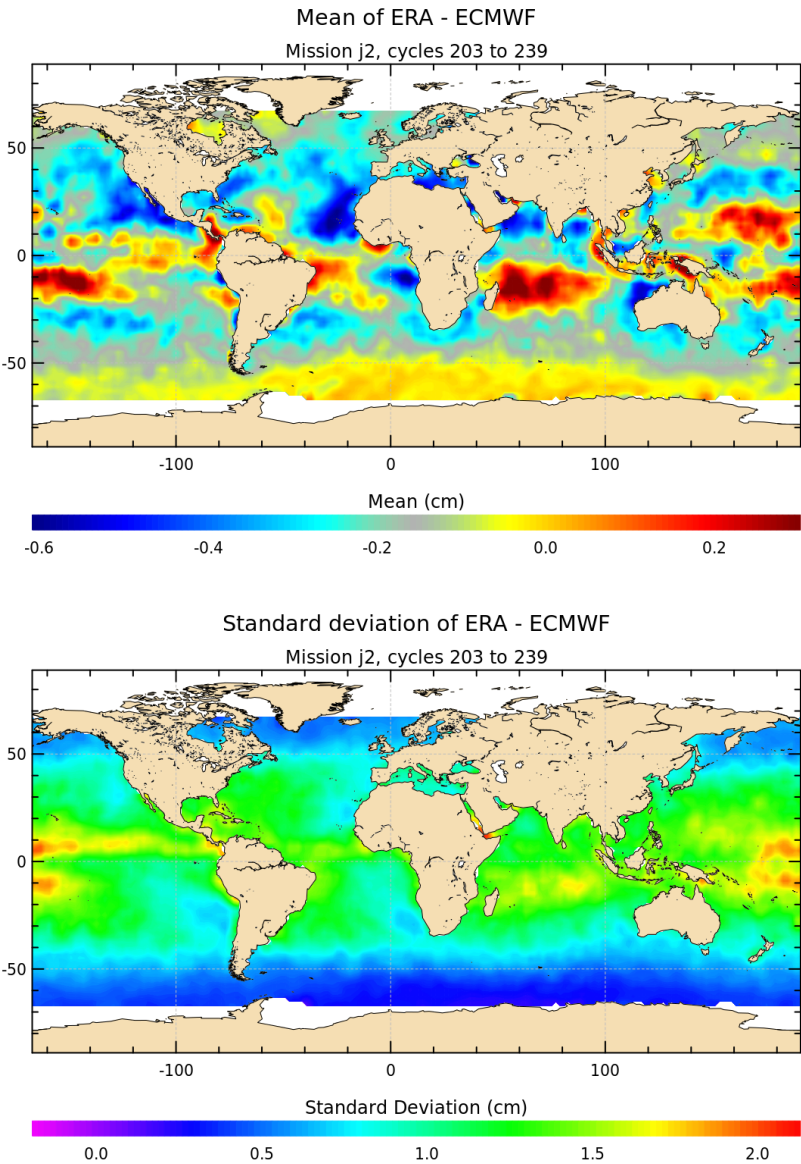 Mean of ERA - ECMWF
Mission j2, cycles 203 to 239
50
0
-50
-100 0 100
Mean (cm)
-0.6 -0.4 -0.2 0.0 0.2
Standard deviation of ERA - ECMWF
Mission j2, cycles 203 to 239
50
0
-50
-100 0 100
Standard Deviation (cm)
0.0 0.5 1.0 1.5 2.0